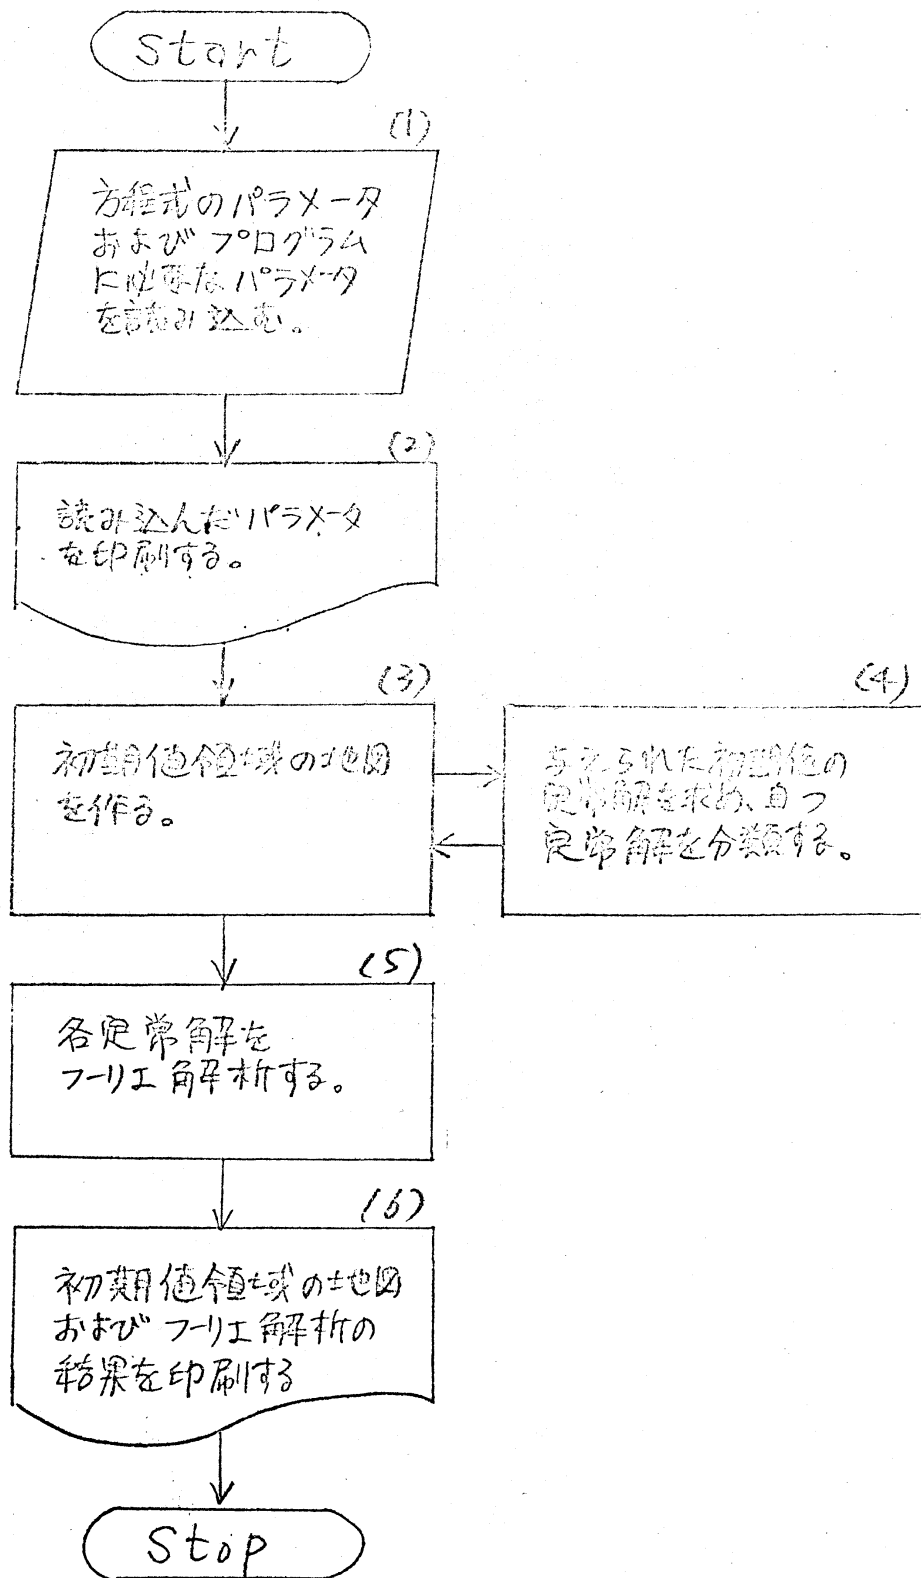 Start
(1)
方程式のパラメータ
およびプログラム
に必要なパラメータ
を読み込む。
(2)
読み込んだパラメータ
を印刷する。
(3)
初期値領域の地図
を作る。
(4)
与えられた初期値の
定常解を求め、且つ
定常解を分類する。
(5)
各定常解を
フーリエ解析する。
(6)
初期値領域の地図
およびフーリエ解析の
結果を印刷する
Stop